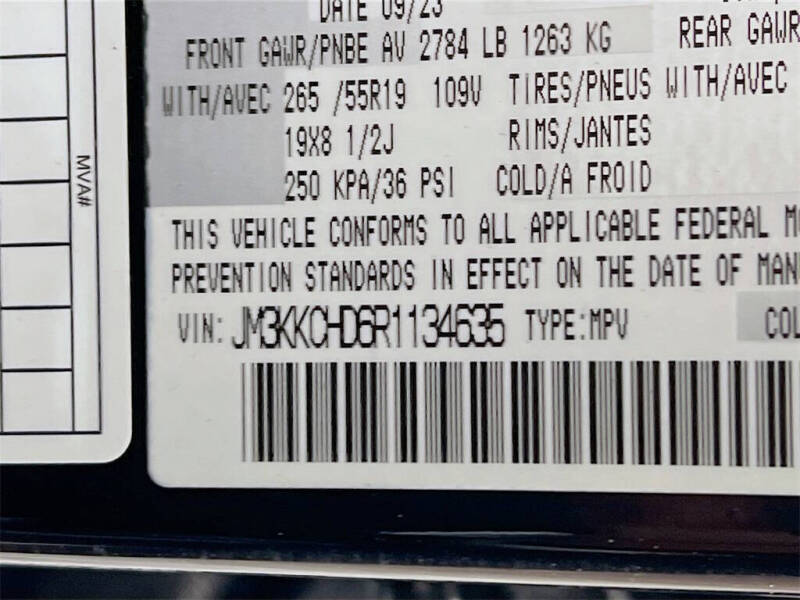 DATE 09/23
FRONT GAWR/PNBE AV 2784 LB 1263 KG REAR GAWR
WITH/AVEC 265 /55R19 109V TIRES/PNEUS WITH/AVEC
19X8 1/2J RIMS/JANTES
250 KPA/36 PSI COLD/A FROID
MVA#
THIS VEHICLE CONFORMS TO ALL APPLICABLE FEDERAL M
PREVENTION STANDARDS IN EFFECT ON THE DATE OF MAN
VIN: JM3KKCHD6R1134635 TYPE:MPV COL